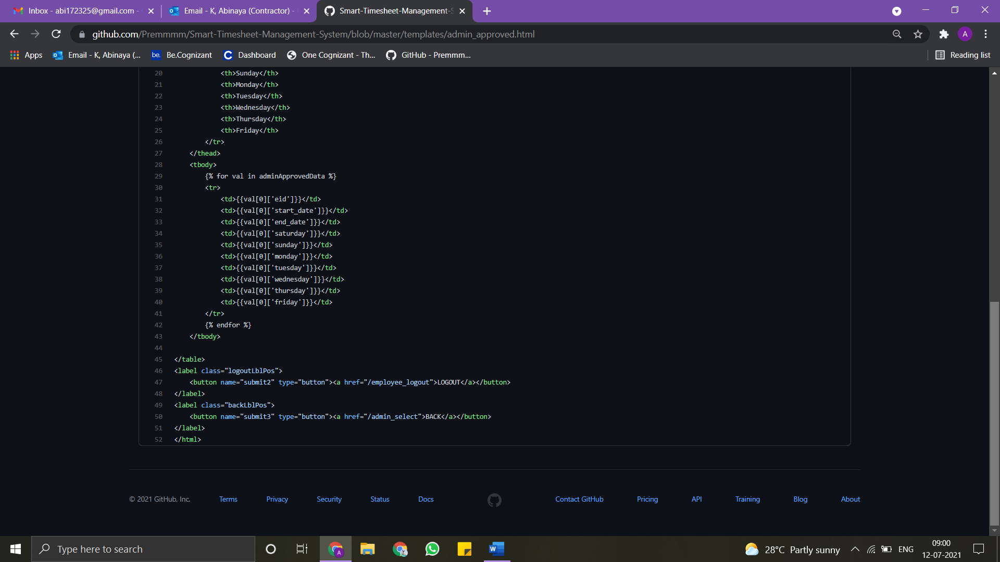 Inbox - abi172325@gmail.com -
Email - K, Abinaya (Contractor) -
Smart-Timesheet-Management-S
github.com/Premmmm/Smart-Timesheet-Management-System/blob/master/templates/admin_approved.html
A
Apps
Email - K, Abinaya (...
be. Be.Cognizant
Dashboard
One Cognizant - Th...
GitHub - Premmm...
Reading list
20 <th>Sunday</th>
21 <th>Monday</th>
22 <th>Tuesday</th>
23 <th>Wednesday</th>
24 <th>Thursday</th>
25 <th>Friday</th>
26 </tr>
27 </thead>
28 <tbody>
29 {% for val in adminApprovedData %}
30 <tr>
31 <td>{{val[0]['eid']}}</td>
32 <td>{{val[0]['start_date']}}</td>
33 <td>{{val[0]['end_date']}}</td>
34 <td>{{val[0]['saturday']}}</td>
35 <td>{{val[0]['sunday']}}</td>
36 <td>{{val[0]['monday']}}</td>
37 <td>{{val[0]['tuesday']}}</td>
38 <td>{{val[0]['wednesday']}}</td>
39 <td>{{val[0]['thursday']}}</td>
40 <td>{{val[0]['friday']}}</td>
41 </tr>
42 {% endfor %}
43 </tbody>
44
45 </table>
46 <label class="logoutLblPos">
47 <button name="submit2" type="button"><a href="/employee_logout">LOGOUT</a></button>
48 </label>
49 <label class="backLblPos">
50 <button name="submit3" type="button"><a href="/admin_select">BACK</a></button>
51 </label>
52 </html>
© 2021 GitHub, Inc.
Terms
Privacy
Security
Status
Docs
Contact GitHub
Pricing
API
Training
Blog
About
Type here to search
28°C Partly sunny
ENG
09:00
12-07-2021